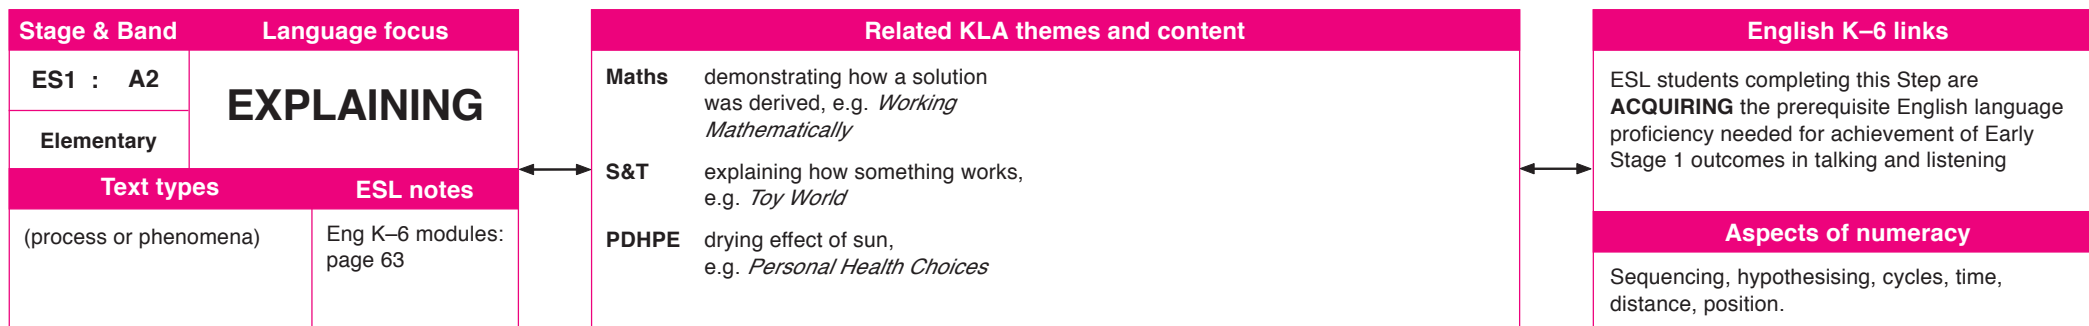 Stage & Band
Language focus
ES1 : A2
EXPLAINING
Elementary
Text types
ESL notes
(process or phenomena)
Eng K–6 modules:
page 63
Related KLA themes and content
Maths demonstrating how a solution
was derived, e.g. Working
Mathematically
S&T explaining how something works,
e.g. Toy World
PDHPE drying effect of sun,
e.g. Personal Health Choices
English K–6 links
ESL students completing this Step are
ACQUIRING the prerequisite English language
proficiency needed for achievement of Early
Stage 1 outcomes in talking and listening
Aspects of numeracy
Sequencing, hypothesising, cycles, time,
distance, position.